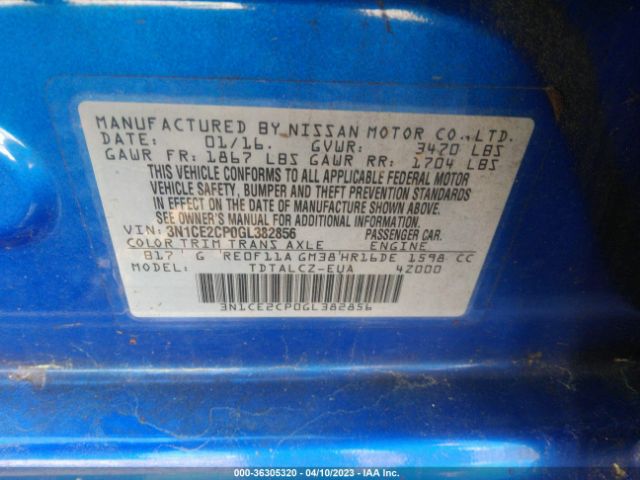 MANUFACTURED BY NISSAN MOTOR CO., LTD.
DATE: 01/16. GVWR: 3470 LBS
GAWR FR: 1867 LBS GAWR RR: 1704 LBS
THIS VEHICLE CONFORMS TO ALL APPLICABLE FEDERAL MOTOR
VEHICLE SAFETY, BUMPER AND THEFT PREVENTION STANDARDS
IN EFFECT ON THE DATE OF MANUFACTURE SHOWN ABOVE.
SEE OWNER'S MANUAL FOR ADDITIONAL INFORMATION.
VIN: 3N1CE2CP0GL382856 PASSENGER CAR.
COLOR TRIM TRANS AXLE ENGINE
B17 G RE0F11A GM38 HR16DE 1598 CC
MODEL: TDTALCZ-EUA 4Z000
3N1CE2CP0GL382856
000-36305320 - 04/10/2023 - IAA Inc.